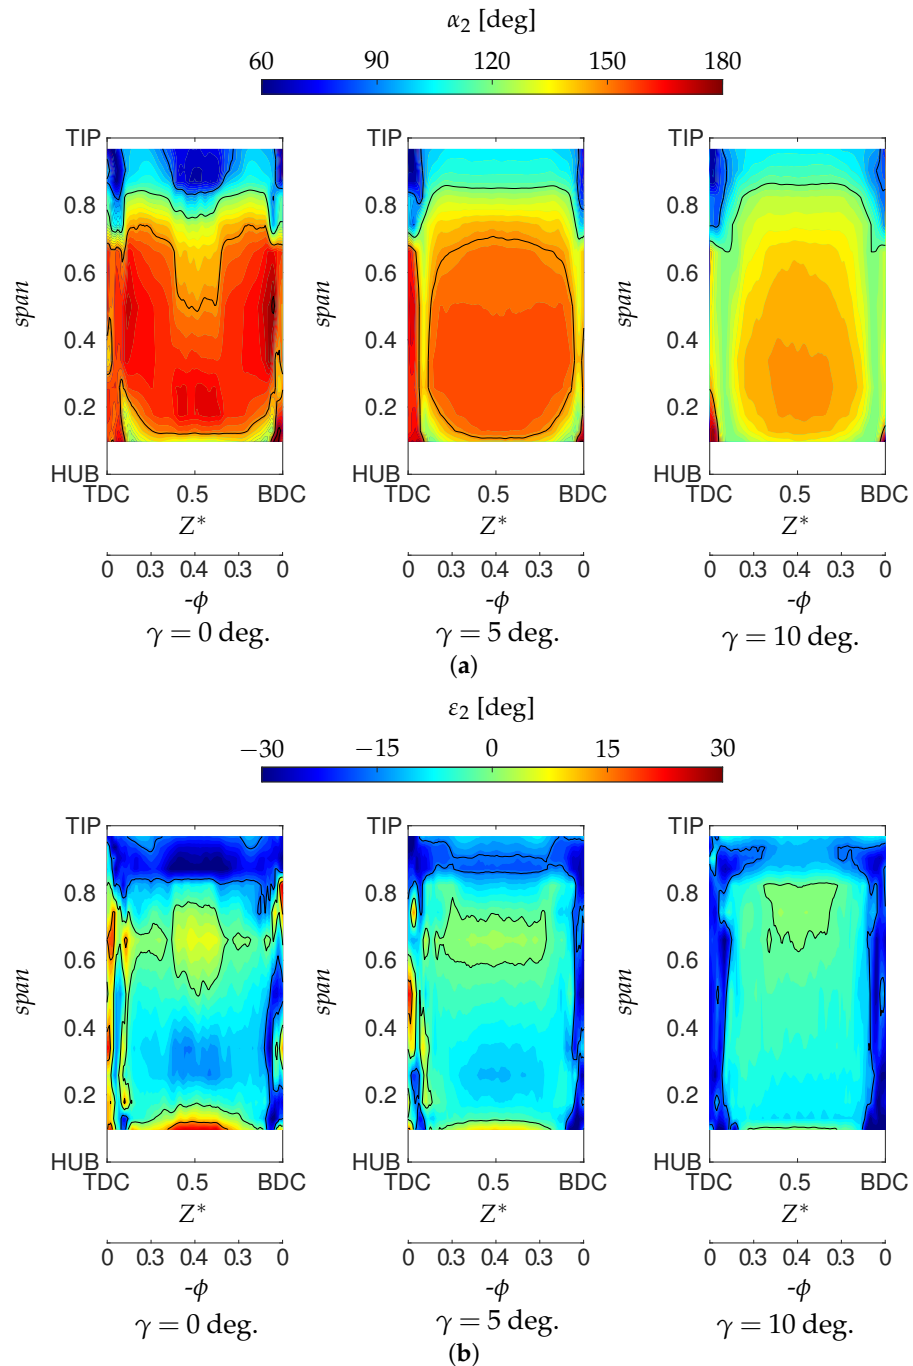 α₂ [deg]
60 90 120 150 180
TIP TIP TIP
0.8 0.8 0.8
0.6 0.6 0.6
span span span
0.4 0.4 0.4
0.2 0.2 0.2
HUB HUB HUB
TDC 0.5 BDC TDC 0.5 BDC TDC 0.5 BDC
Z* Z* Z*
0 0.3 0.4 0.3 0 0 0.3 0.4 0.3 0 0 0.3 0.4 0.3 0
-ϕ -ϕ -ϕ
γ = 0 deg. γ = 5 deg. γ = 10 deg.
(a)
ε₂ [deg]
−30 −15 0 15 30
TIP TIP TIP
0.8 0.8 0.8
0.6 0.6 0.6
span span span
0.4 0.4 0.4
0.2 0.2 0.2
HUB HUB HUB
TDC 0.5 BDC TDC 0.5 BDC TDC 0.5 BDC
Z* Z* Z*
0 0.3 0.4 0.3 0 0 0.3 0.4 0.3 0 0 0.3 0.4 0.3 0
-ϕ -ϕ -ϕ
γ = 0 deg. γ = 5 deg. γ = 10 deg.
(b)